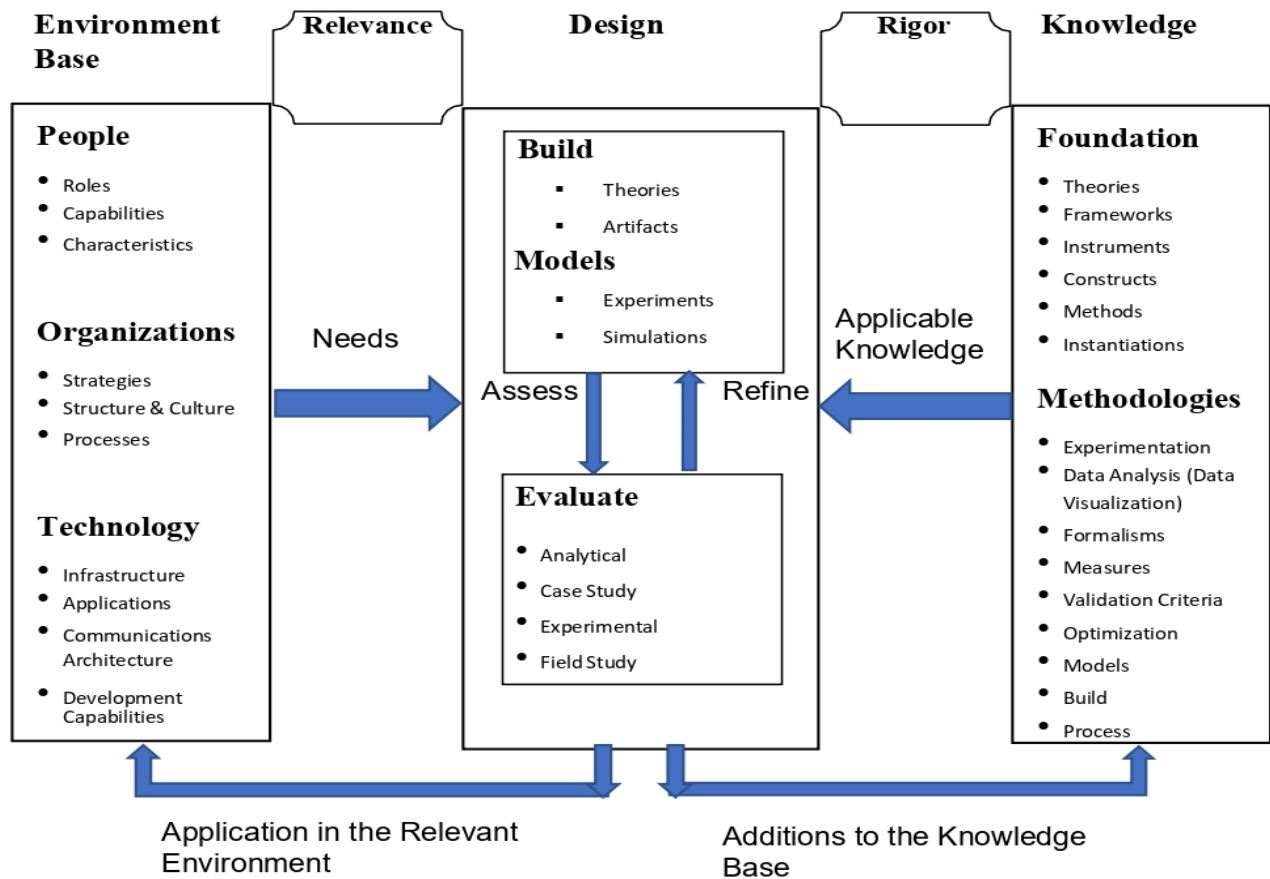 Environment
Base
Relevance
Design
Rigor
Knowledge
People
• Roles
• Capabilities
• Characteristics
Organizations
• Strategies
• Structure & Culture
• Processes
Technology
• Infrastructure
• Applications
• Communications
Architecture
• Development
Capabilities
Needs
Build
▪ Theories
▪ Artifacts
Models
▪ Experiments
▪ Simulations
Assess
Refine
Evaluate
• Analytical
• Case Study
• Experimental
• Field Study
Applicable
Knowledge
Foundation
• Theories
• Frameworks
• Instruments
• Constructs
• Methods
• Instantiations
Methodologies
• Experimentation
• Data Analysis (Data
Visualization)
• Formalisms
• Measures
• Validation Criteria
• Optimization
• Models
• Build
• Process
Application in the Relevant
Environment
Additions to the Knowledge
Base